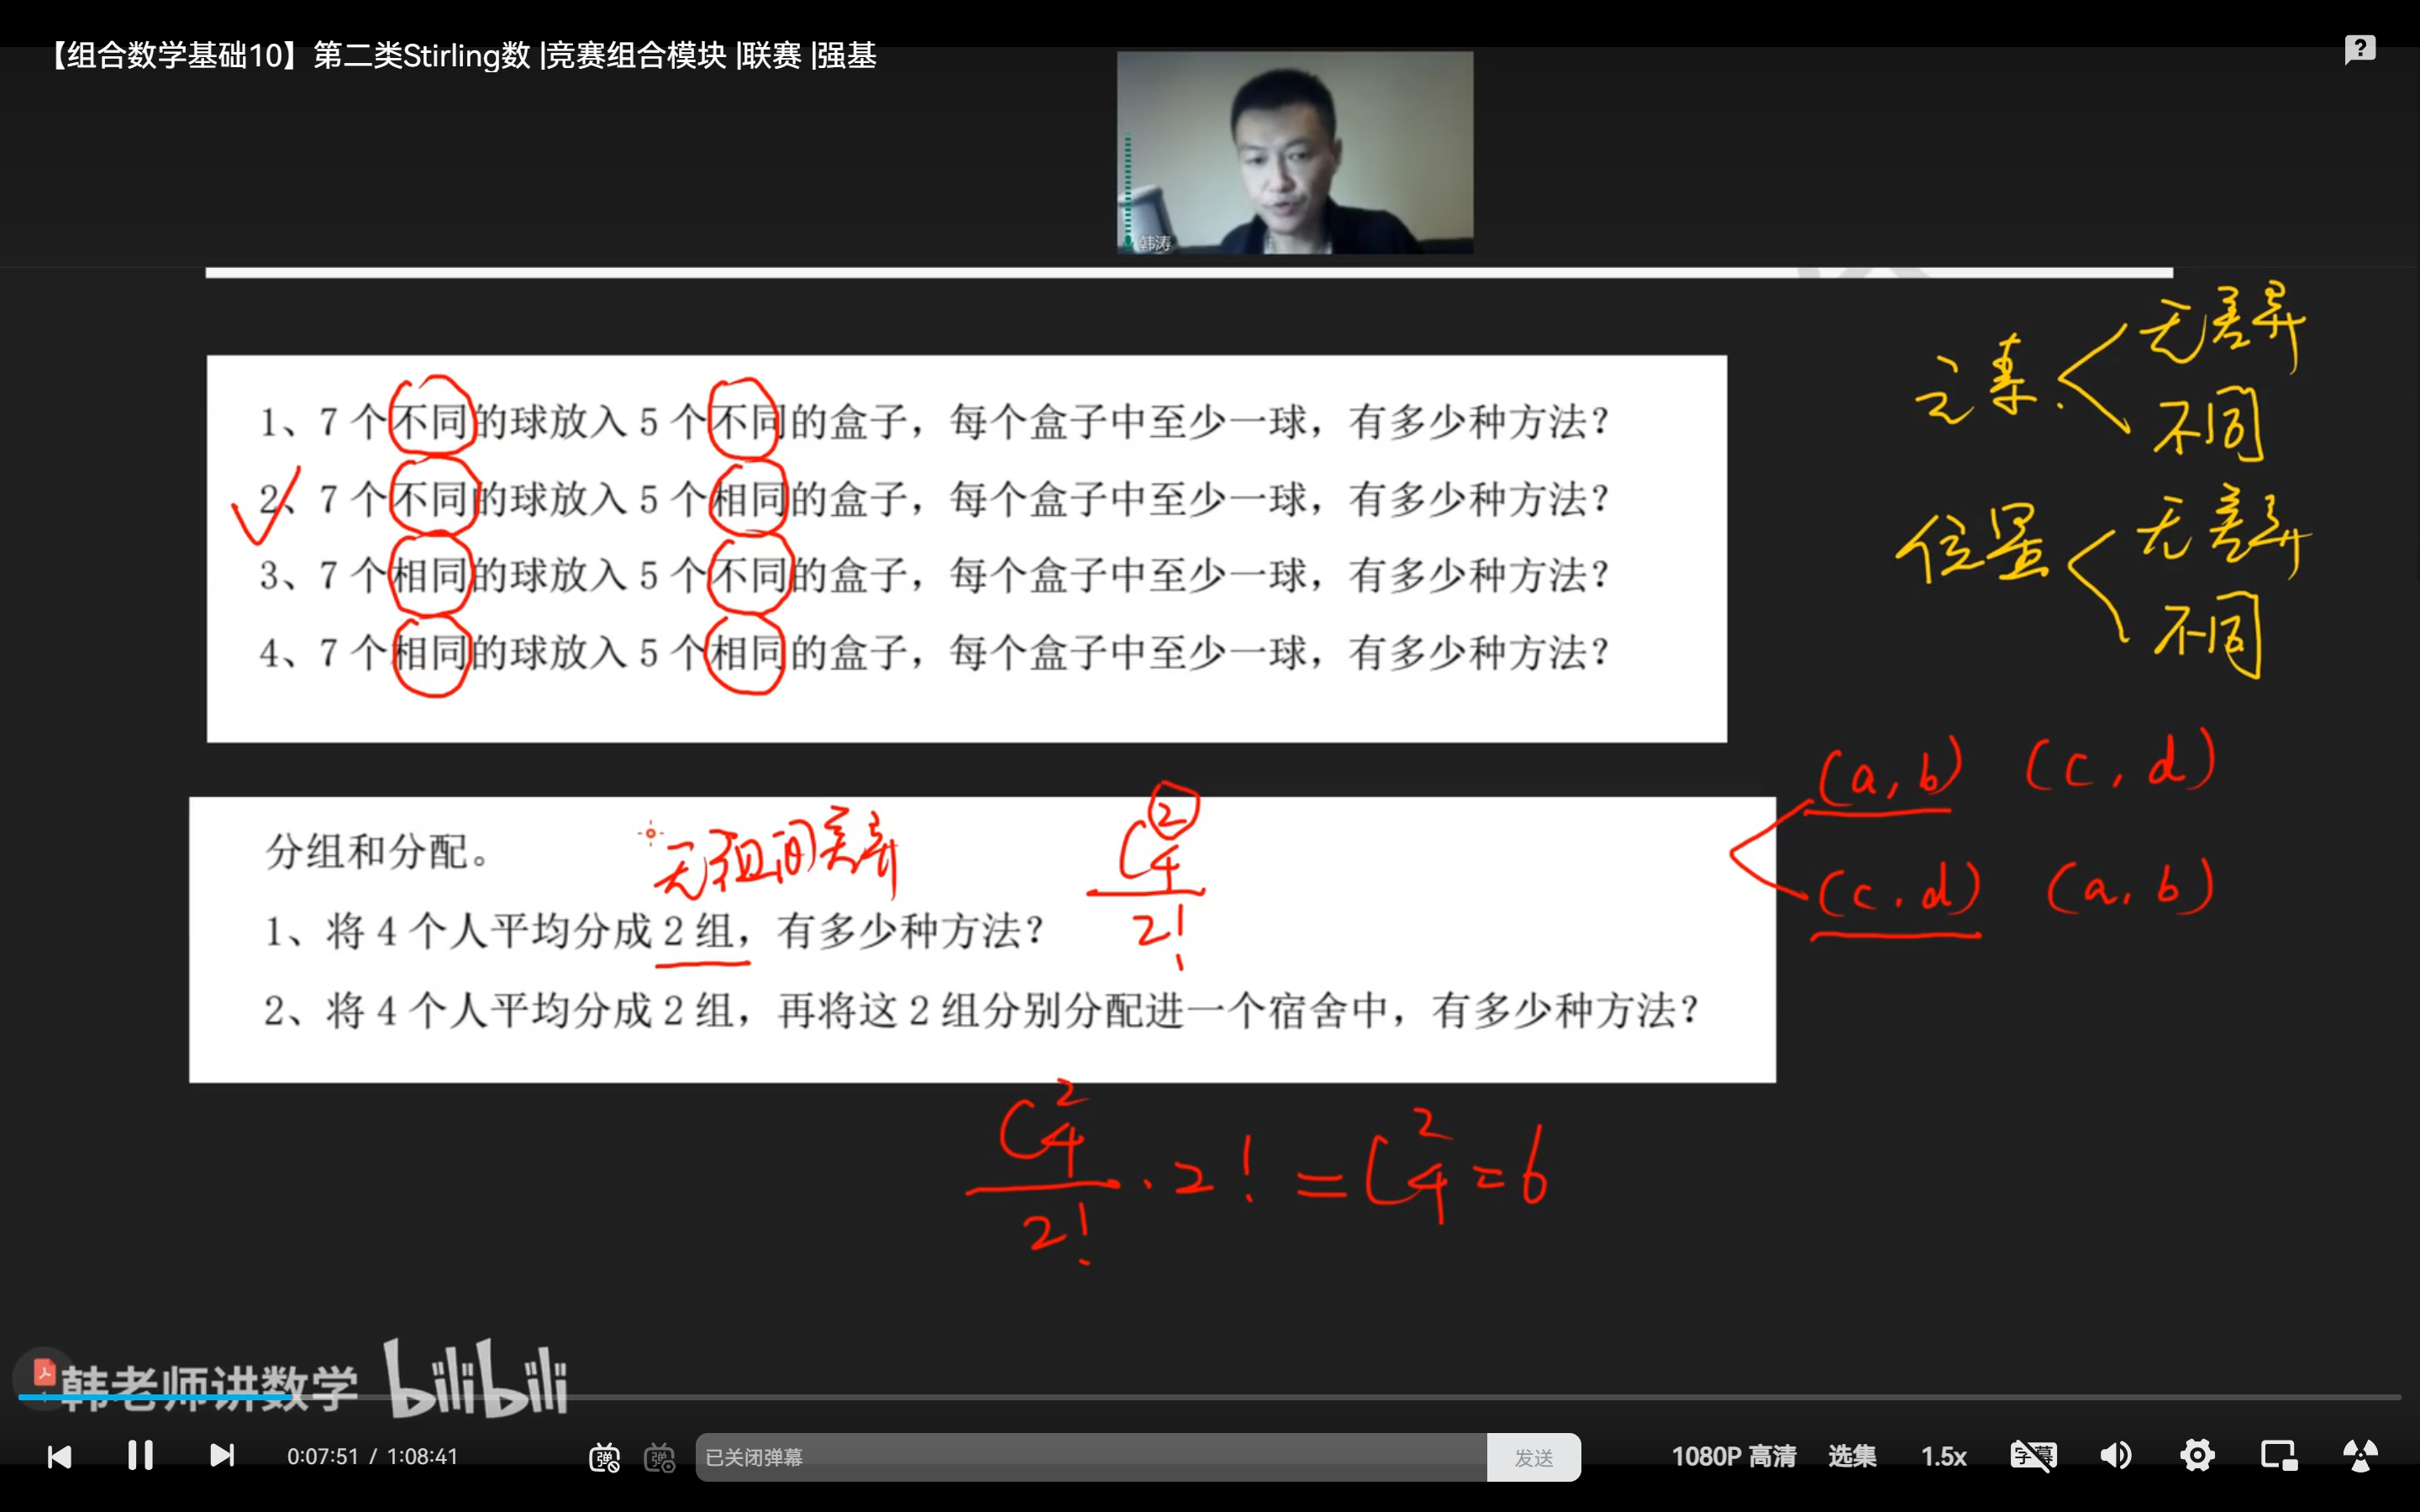 【组合数学基础10】第二类Stirling数 |竞赛组合模块 |联赛 |强基
韩涛
元素
无差异
不同
位置
无差异
不同
1、7 个不同的球放入 5 个不同的盒子，每个盒子中至少一球，有多少种方法？
2、7 个不同的球放入 5 个相同的盒子，每个盒子中至少一球，有多少种方法？
3、7 个相同的球放入 5 个不同的盒子，每个盒子中至少一球，有多少种方法？
4、7 个相同的球放入 5 个相同的盒子，每个盒子中至少一球，有多少种方法？
(a, b) (c, d)
(c, d) (a, b)
分组和分配。
无组间差异
C₄²/2!
1、将 4 个人平均分成 2 组，有多少种方法？
2、将 4 个人平均分成 2 组，再将这 2 组分别分配进一个宿舍中，有多少种方法？
C₄²/2! · 2! = C₄² = 6
韩老师讲数学 bilibili
0:07:51 / 1:08:41
弹
弹
已关闭弹幕
发送
1080P 高清
选集
1.5x
字幕